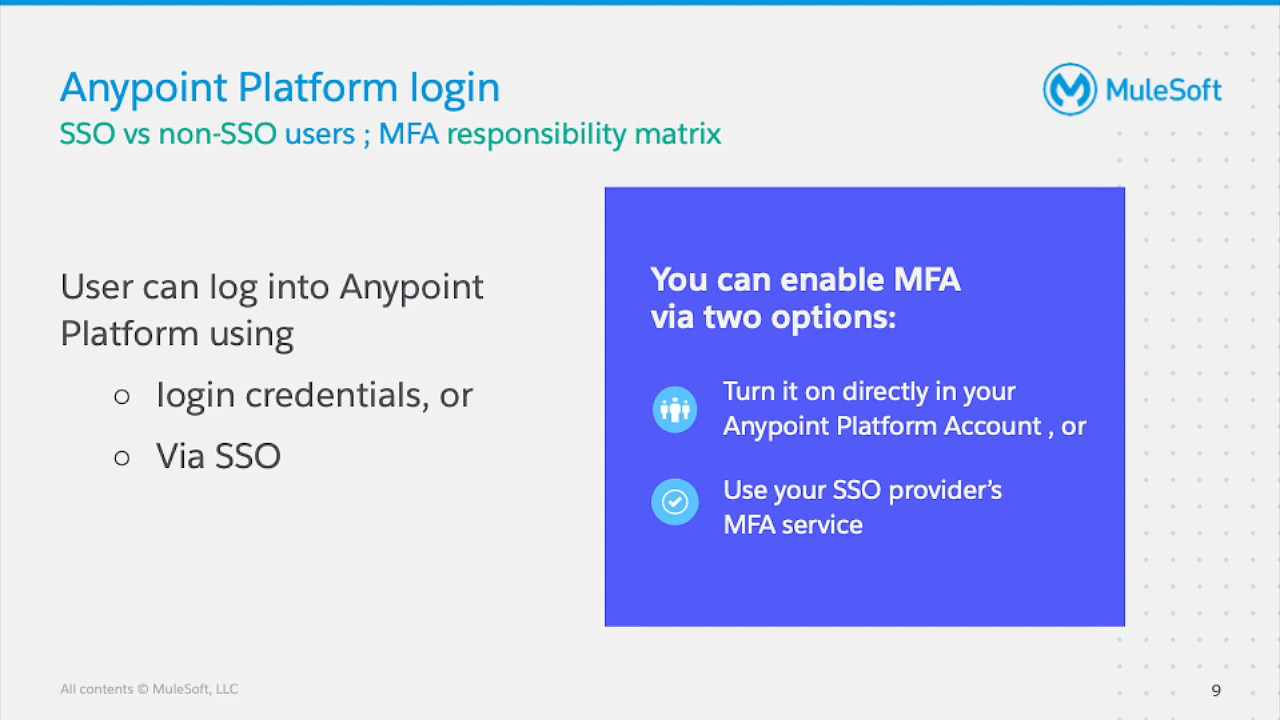 Anypoint Platform login
SSO vs non-SSO users ; MFA responsibility matrix
MuleSoft
User can log into Anypoint
Platform using
○ login credentials, or
○ Via SSO
You can enable MFA
via two options:
Turn it on directly in your
Anypoint Platform Account , or
Use your SSO provider’s
MFA service
All contents © MuleSoft, LLC
9